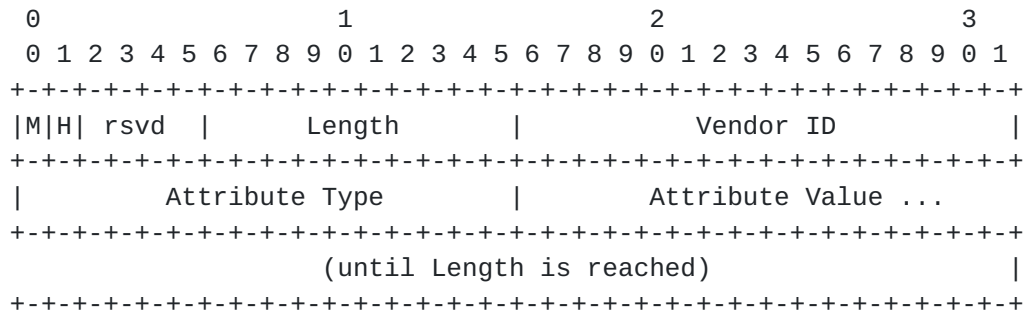 0                   1                   2                   3
 0 1 2 3 4 5 6 7 8 9 0 1 2 3 4 5 6 7 8 9 0 1 2 3 4 5 6 7 8 9 0 1
+-+-+-+-+-+-+-+-+-+-+-+-+-+-+-+-+-+-+-+-+-+-+-+-+-+-+-+-+-+-+-+-+
|M|H| rsvd  |      Length       |           Vendor ID           |
+-+-+-+-+-+-+-+-+-+-+-+-+-+-+-+-+-+-+-+-+-+-+-+-+-+-+-+-+-+-+-+-+
|         Attribute Type        |        Attribute Value ...
+-+-+-+-+-+-+-+-+-+-+-+-+-+-+-+-+-+-+-+-+-+-+-+-+-+-+-+-+-+-+-+-+
                    (until Length is reached)                   |
+-+-+-+-+-+-+-+-+-+-+-+-+-+-+-+-+-+-+-+-+-+-+-+-+-+-+-+-+-+-+-+-+